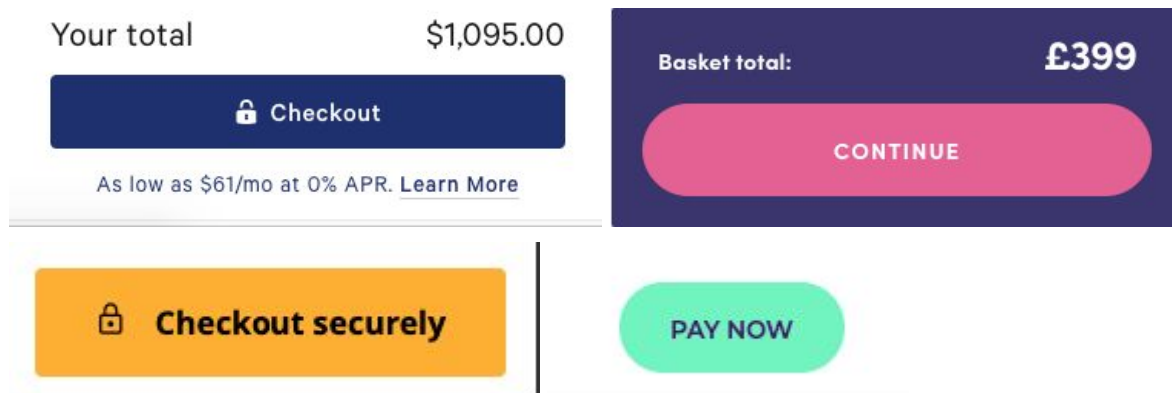 Your total $1,095.00
Checkout
As low as $61/mo at 0% APR. Learn More
Basket total: £399
CONTINUE
Checkout securely
PAY NOW